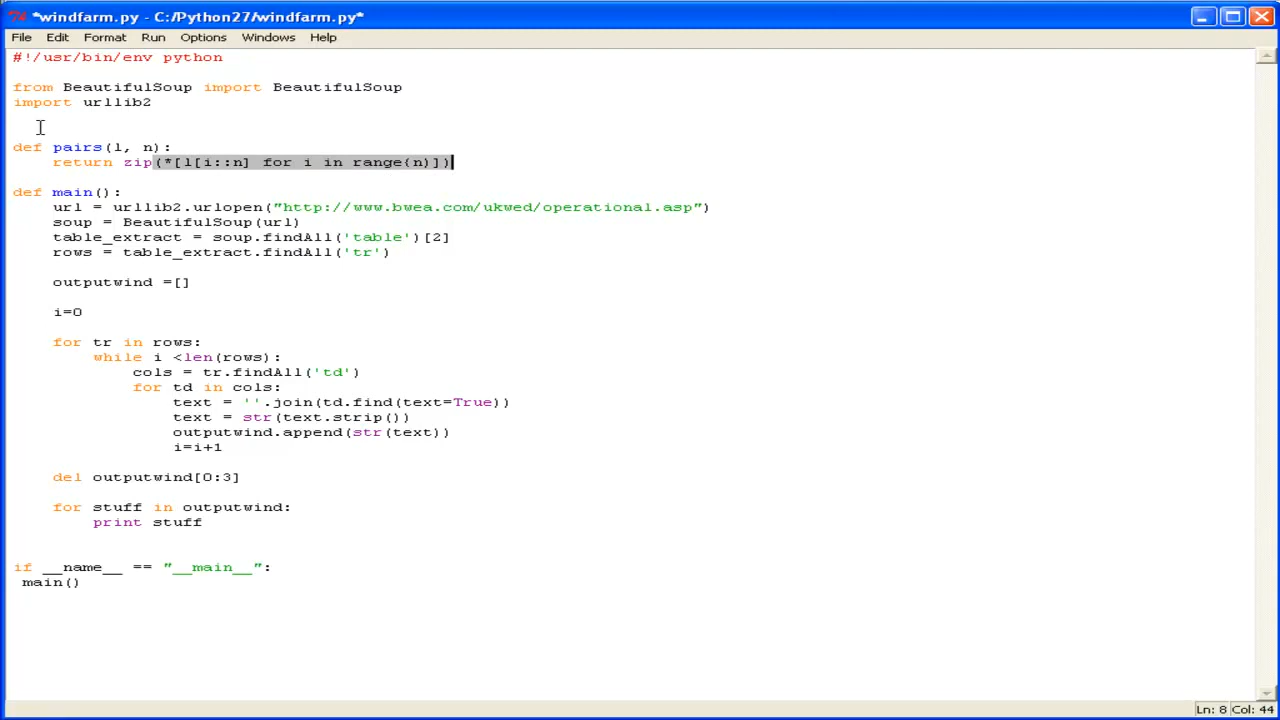 *windfarm.py - C:/Python27/windfarm.py*
File Edit Format Run Options Windows Help
#!/usr/bin/env python
from BeautifulSoup import BeautifulSoup
import urllib2
def pairs(l, n):
    return zip(*[l[i::n] for i in range{n)])
def main():
    url = urllib2.urlopen("http://www.bwea.com/ukwed/operational.asp")
    soup = BeautifulSoup(url)
    table_extract = soup.findAll('table')[2]
    rows = table_extract.findAll('tr')
    outputwind =[]
    i=0
    for tr in rows:
        while i <len(rows):
            cols = tr.findAll('td')
            for td in cols:
                text = ''.join(td.find(text=True))
                text = str(text.strip())
                outputwind.append(str(text))
                i=i+1
    del outputwind[0:3]
    for stuff in outputwind:
        print stuff
if __name__ == "__main__":
 main()
Ln: 8 Col: 44